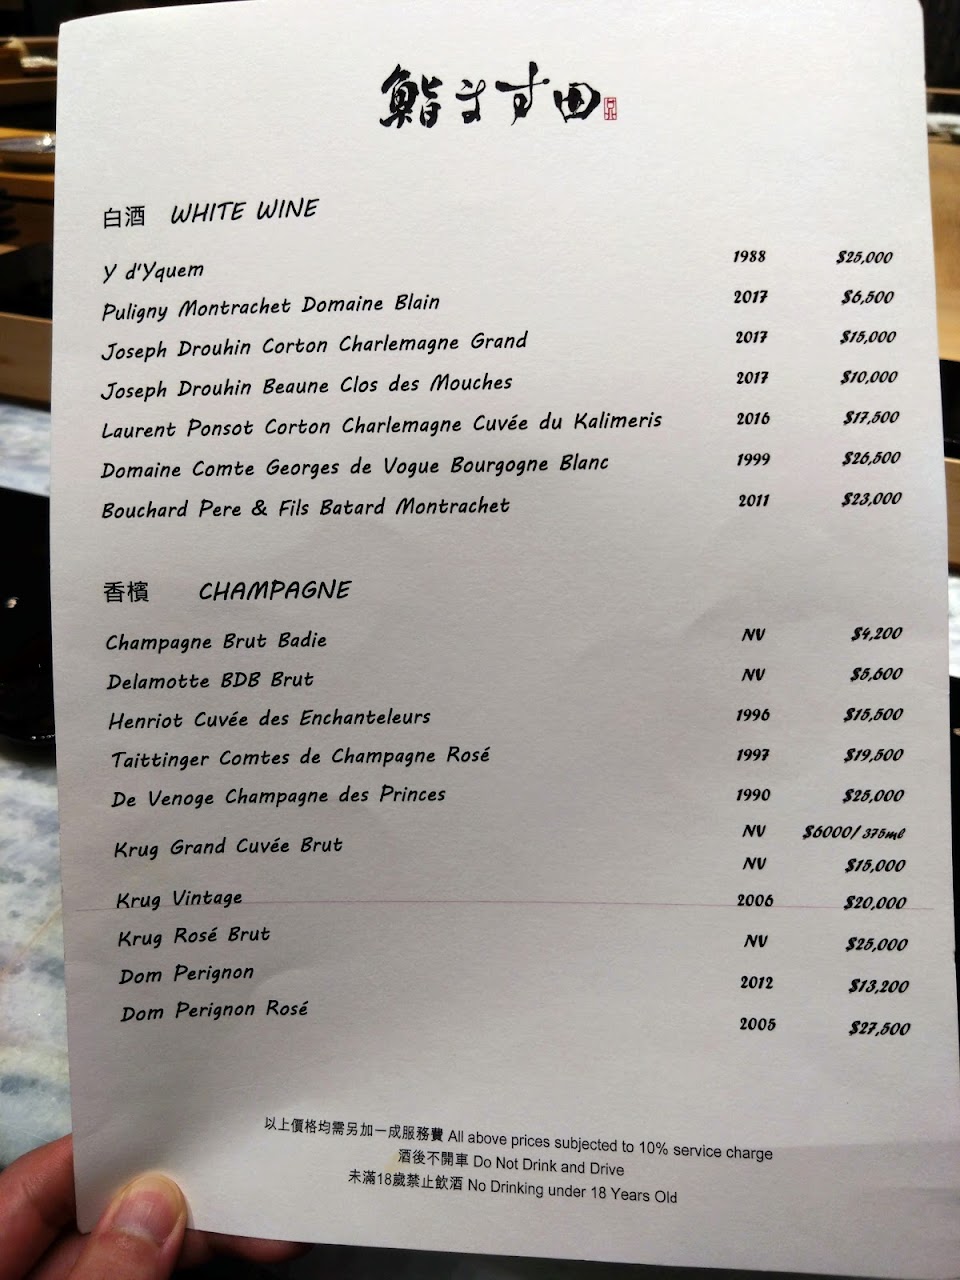 鮨ます田
白酒 WHITE WINE
Y d'Yquem 1988 $25,000
Puligny Montrachet Domaine Blain 2017 $6,500
Joseph Drouhin Corton Charlemagne Grand 2017 $15,000
Joseph Drouhin Beaune Clos des Mouches 2017 $10,000
Laurent Ponsot Corton Charlemagne Cuvée du Kalimeris 2016 $17,500
Domaine Comte Georges de Vogue Bourgogne Blanc 1999 $26,500
Bouchard Pere & Fils Batard Montrachet 2011 $23,000
香檳 CHAMPAGNE
Champagne Brut Badie NV $4,200
Delamotte BDB Brut NV $5,600
Henriot Cuvée des Enchanteleurs 1996 $15,500
Taittinger Comtes de Champagne Rosé 1997 $19,500
De Venoge Champagne des Princes 1990 $25,000
Krug Grand Cuvée Brut NV $6000/ 375ml
NV $15,000
Krug Vintage 2006 $20,000
Krug Rosé Brut NV $25,000
Dom Perignon 2012 $13,200
Dom Perignon Rosé 2005 $27,500
以上價格均需另加一成服務費 All above prices subjected to 10% service charge
酒後不開車 Do Not Drink and Drive
未滿18歲禁止飲酒 No Drinking under 18 Years Old